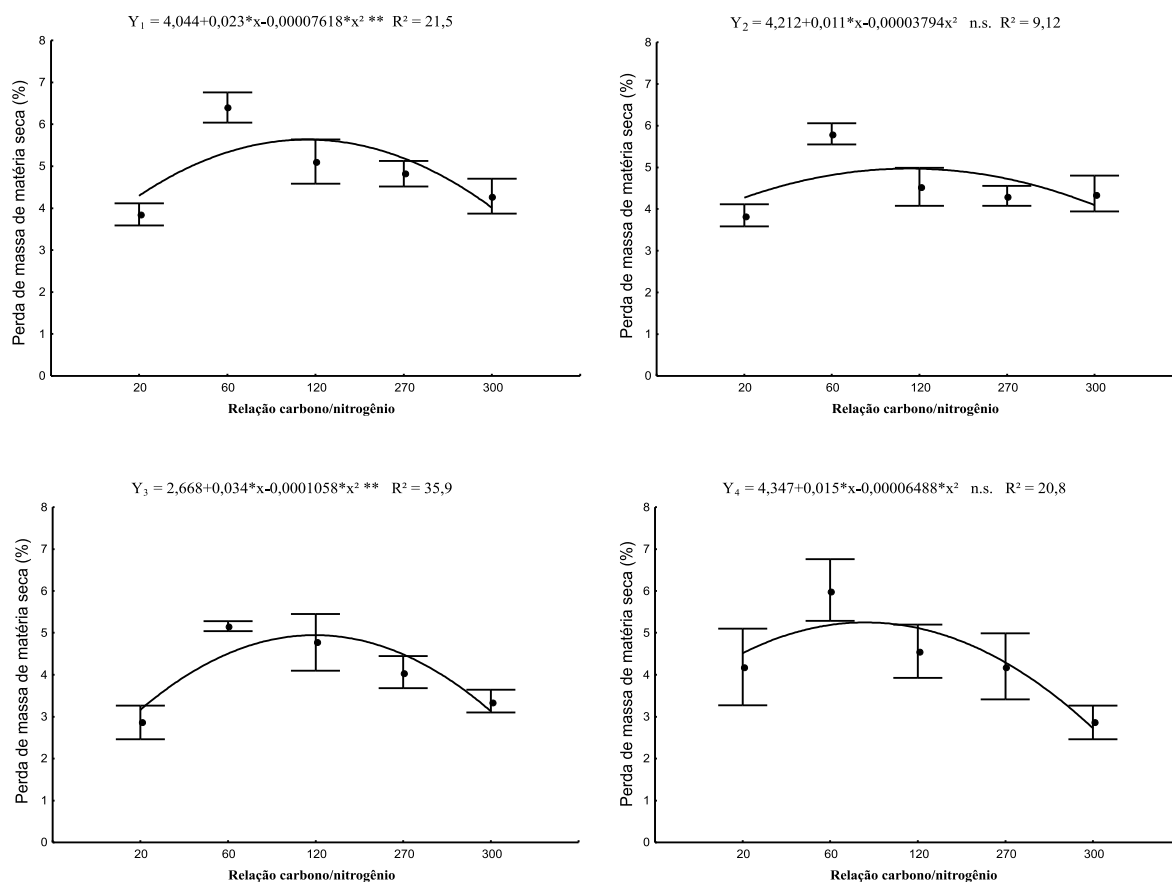 Y₁ = 4,044+0,023*x-0,00007618*x² ** R² = 21,5
8
7
6
5
4
3
2
1
0
Perda de massa de matéria seca (%)
20 60 120 270 300
Relação carbono/nitrogênio
Y₂ = 4,212+0,011*x-0,00003794x² n.s. R² = 9,12
8
7
6
5
4
3
2
1
0
Perda de massa de matéria seca (%)
20 60 120 270 300
Relação carbono/nitrogênio
Y₃ = 2,668+0,034*x-0,0001058*x² ** R² = 35,9
8
7
6
5
4
3
2
1
0
Perda de massa de matéria seca (%)
20 60 120 270 300
Relação carbono/nitrogênio
Y₄ = 4,347+0,015*x-0,00006488*x² n.s. R² = 20,8
8
7
6
5
4
3
2
1
0
Perda de massa de matéria seca (%)
20 60 120 270 300
Relação carbono/nitrogênio